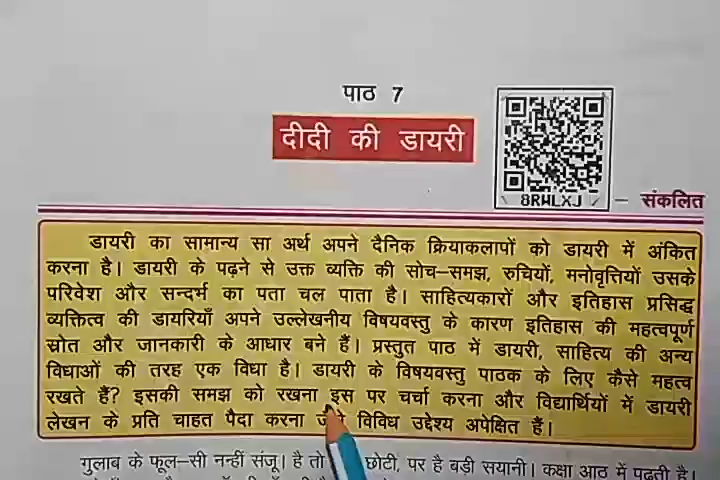 पाठ 7
दीदी की डायरी
8RWLXJ
– संकलित
डायरी का सामान्य सा अर्थ अपने दैनिक क्रियाकलापों को डायरी में अंकित
करना है। डायरी के पढ़ने से उक्त व्यक्ति की सोच–समझ, रुचियों, मनोवृत्तियों उसके
परिवेश और सन्दर्भ का पता चल पाता है। साहित्यकारों और इतिहास प्रसिद्ध
व्यक्तित्व की डायरियाँ अपने उल्लेखनीय विषयवस्तु के कारण इतिहास की महत्वपूर्ण
स्रोत और जानकारी के आधार बने हैं। प्रस्तुत पाठ में डायरी, साहित्य की अन्य
विधाओं की तरह एक विधा है। डायरी के विषयवस्तु पाठक के लिए कैसे महत्व
रखते हैं? इसकी समझ को रखना इस पर चर्चा करना और विद्यार्थियों में डायरी
लेखन के प्रति चाहत पैदा करना विविध उद्देश्य अपेक्षित हैं।
गुलाब के फूल–सी नन्हीं संजू। है तो छोटी, पर है बड़ी सयानी। कक्षा आठ में पढ़ती है।